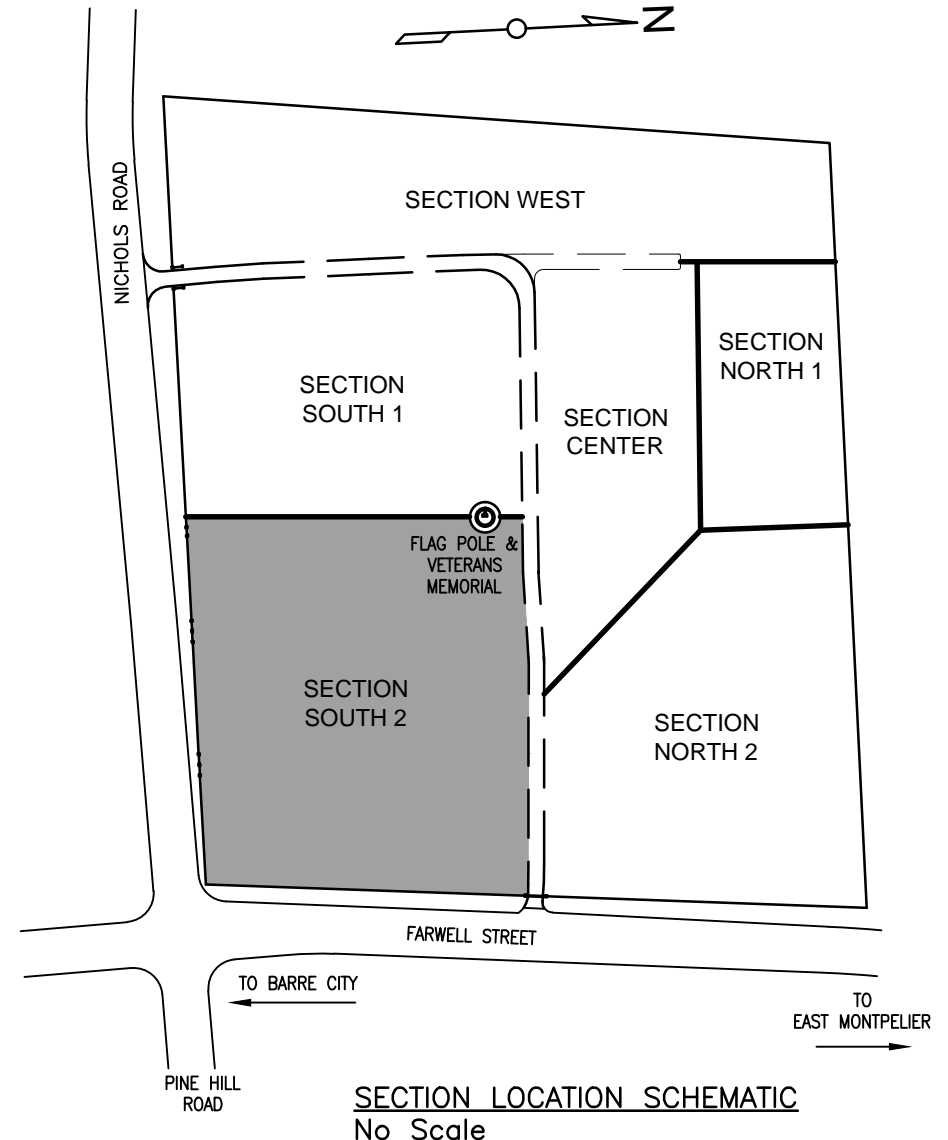 N
NICHOLS ROAD
SECTION WEST
SECTION
SOUTH 1
SECTION
CENTER
SECTION
NORTH 1
FLAG POLE &
VETERANS
MEMORIAL
SECTION
SOUTH 2
SECTION
NORTH 2
FARWELL STREET
TO BARRE CITY
TO
EAST MONTPELIER
PINE HILL
ROAD
SECTION LOCATION SCHEMATIC
No Scale